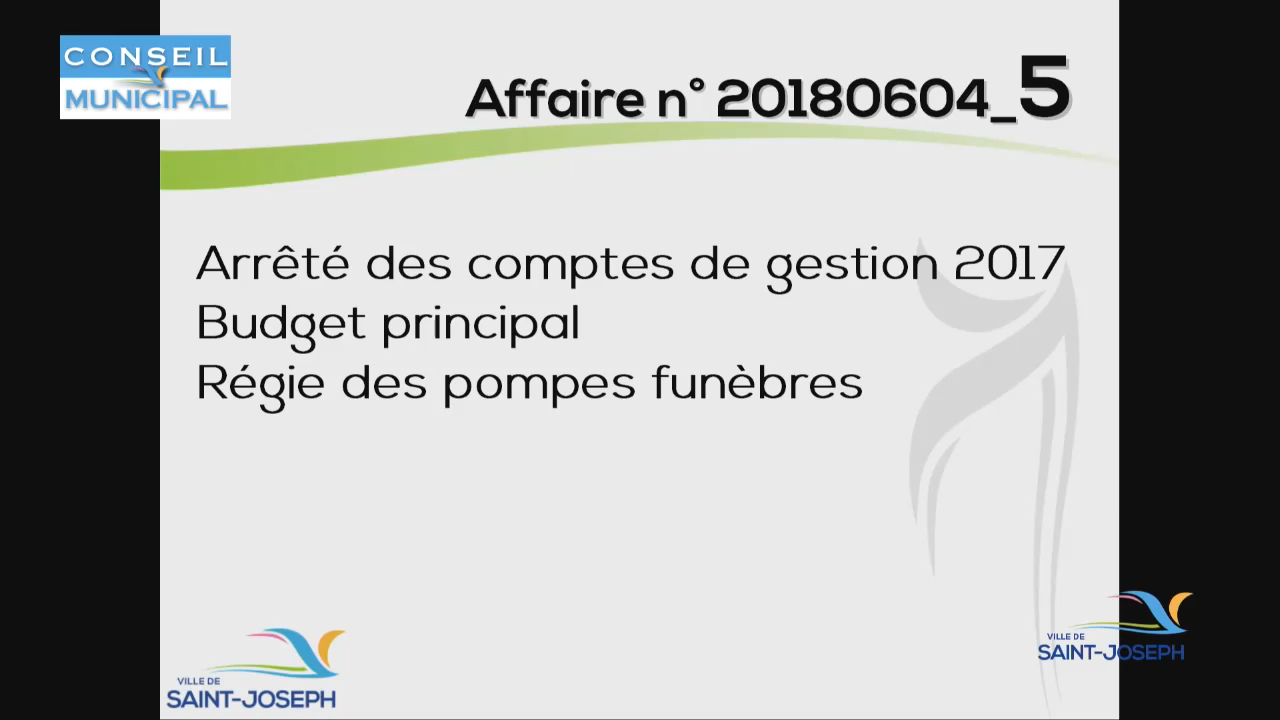 CONSEIL
MUNICIPAL
Affaire n° 20180604_5
Arrêté des comptes de gestion 2017
Budget principal
Régie des pompes funèbres
VILLE DE
SAINT-JOSEPH
VILLE DE
SAINT-JOSEPH